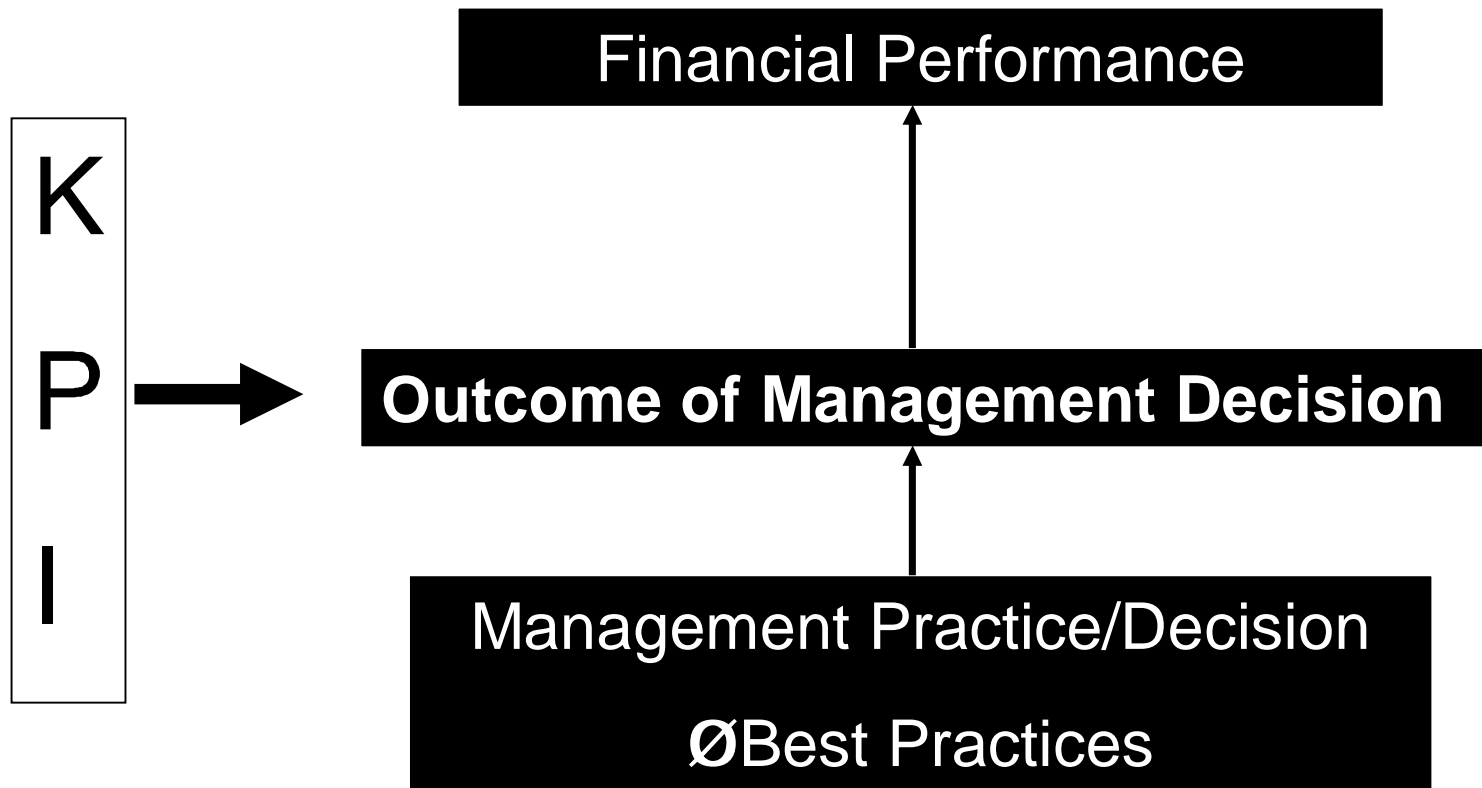 Financial Performance
K
P
I
Outcome of Management Decision
Management Practice/Decision
ØBest Practices